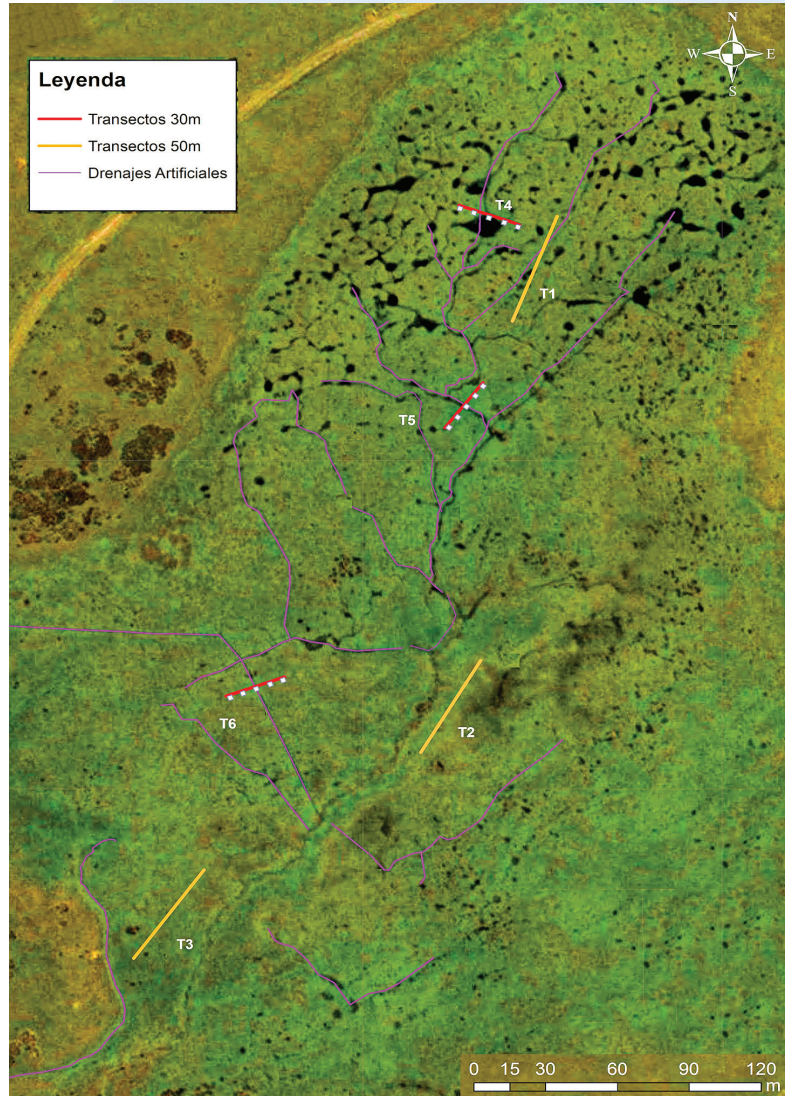 N
W E
S
Leyenda
Transectos 30m
Transectos 50m
Drenajes Artificiales
T4
T1
T5
T2
T6
T3
0 15 30 60 90 120
m